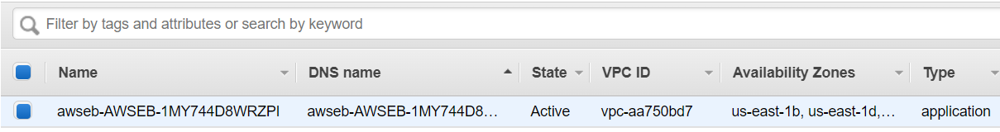 Filter by tags and attributes or search by keyword
Name DNS name State VPC ID Availability Zones Type
awseb-AWSEB-1MY744D8WRZPI awseb-AWSEB-1MY744D8... Active vpc-aa750bd7 us-east-1b, us-east-1d,... application